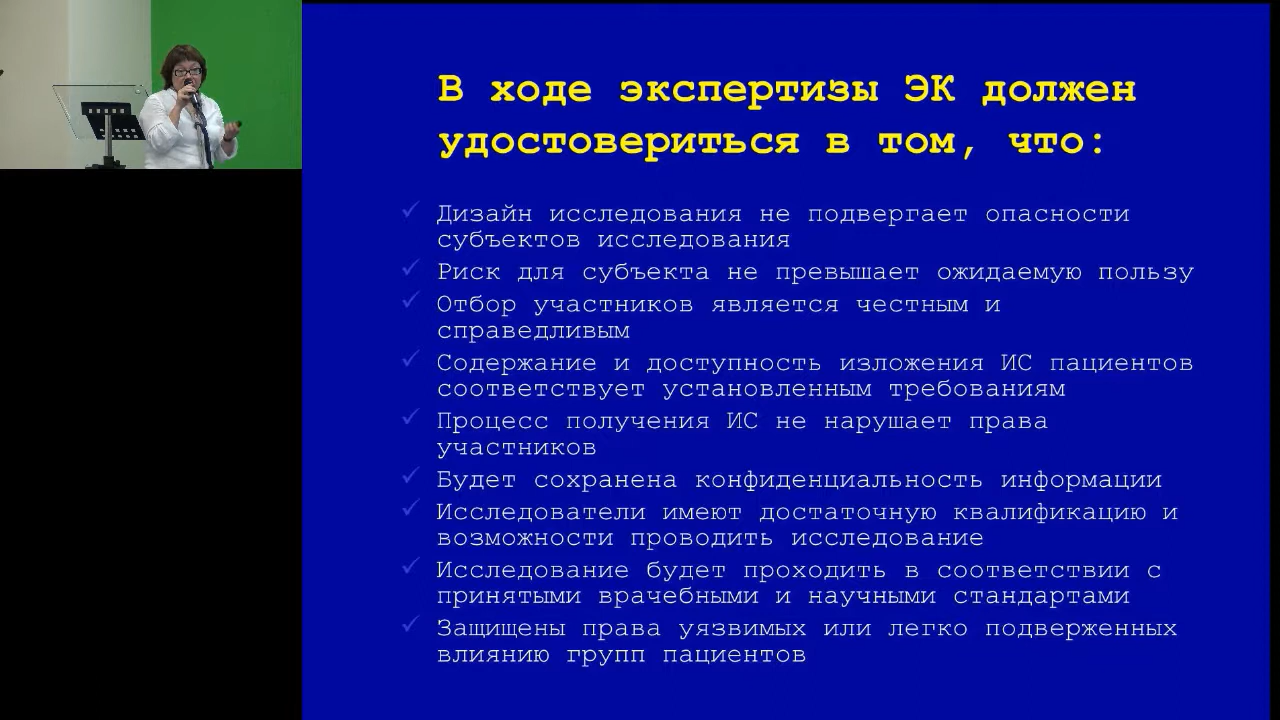 В ходе экспертизы ЭК должен
удостовериться в том, что:
Дизайн исследования не подвергает опасности
субъектов исследования
Риск для субъекта не превышает ожидаемую пользу
Отбор участников является честным и
справедливым
Содержание и доступность изложения ИС пациентов
соответствует установленным требованиям
Процесс получения ИС не нарушает права
участников
Будет сохранена конфиденциальность информации
Исследователи имеют достаточную квалификацию и
возможности проводить исследование
Исследование будет проходить в соответствии с
принятыми врачебными и научными стандартами
Защищены права уязвимых или легко подверженных
влиянию групп пациентов